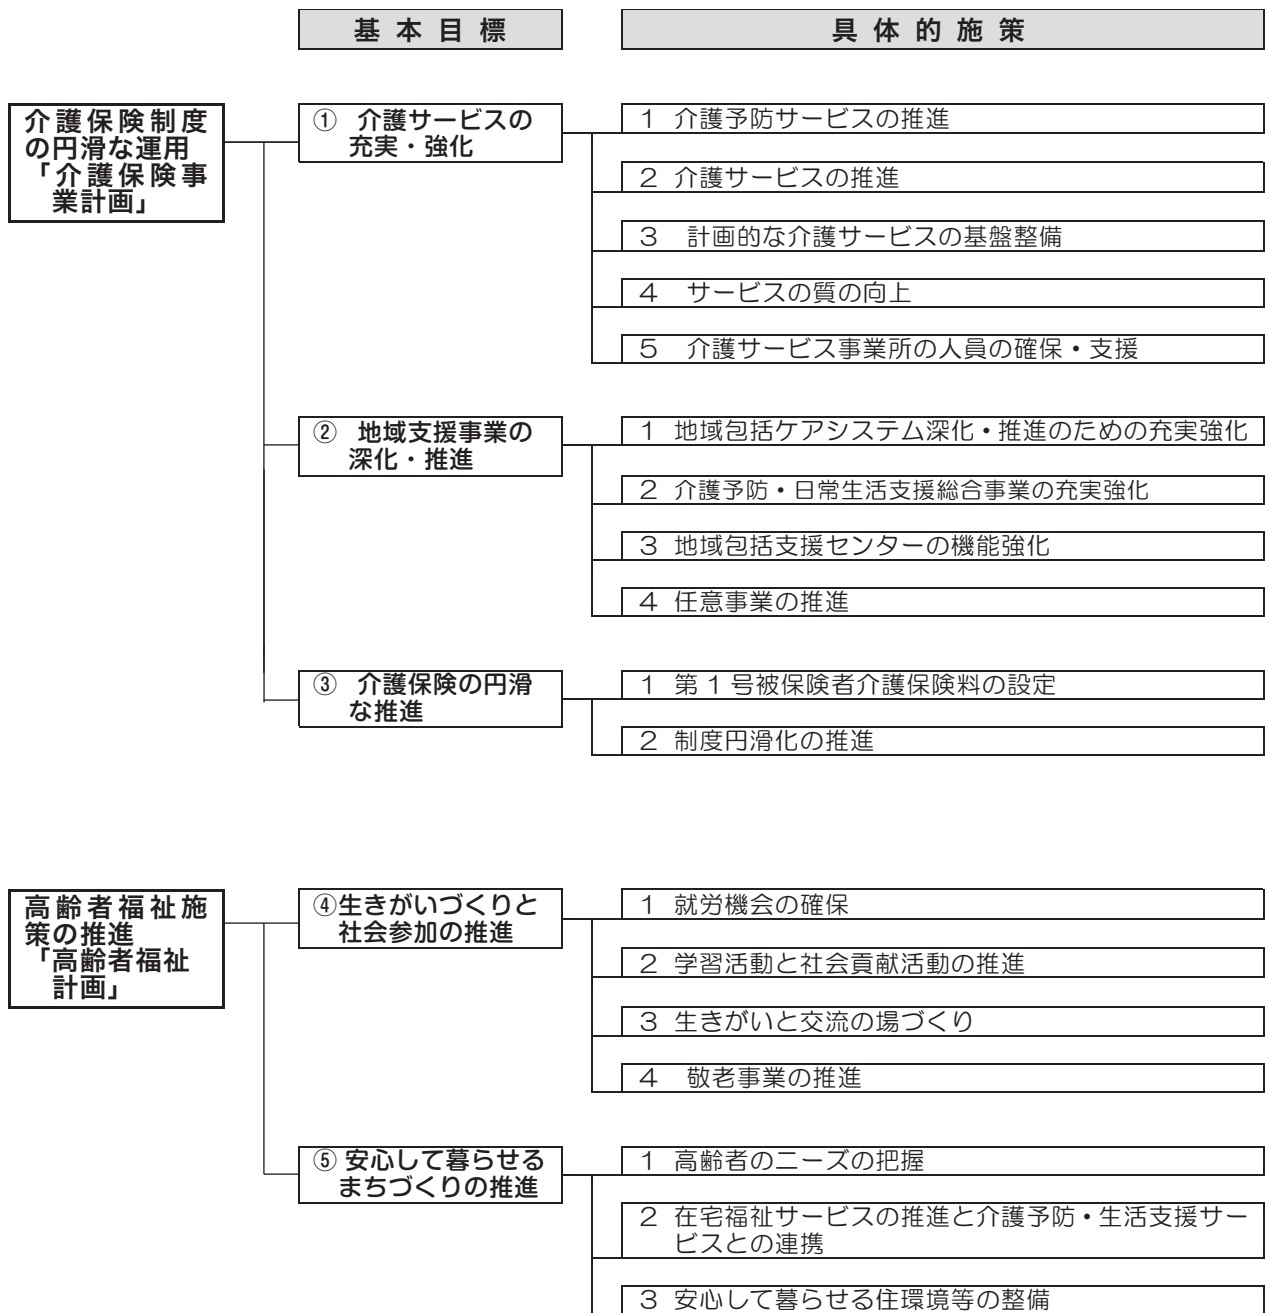 基本目標
具体的施策
介護保険制度
の円滑な運用
「介護保険事
業計画」
① 介護サービスの
充実・強化
1 介護予防サービスの推進
2 介護サービスの推進
3 計画的な介護サービスの基盤整備
4 サービスの質の向上
5 介護サービス事業所の人員の確保・支援
② 地域支援事業の
深化・推進
1 地域包括ケアシステム深化・推進のための充実強化
2 介護予防・日常生活支援総合事業の充実強化
3 地域包括支援センターの機能強化
4 任意事業の推進
③ 介護保険の円滑
な推進
1 第1号被保険者介護保険料の設定
2 制度円滑化の推進
高齢者福祉施
策の推進
「高齢者福祉
計画」
④生きがいづくりと
社会参加の推進
1 就労機会の確保
2 学習活動と社会貢献活動の推進
3 生きがいと交流の場づくり
4 敬老事業の推進
⑤ 安心して暮らせる
まちづくりの推進
1 高齢者のニーズの把握
2 在宅福祉サービスの推進と介護予防・生活支援サー
ビスとの連携
3 安心して暮らせる住環境等の整備